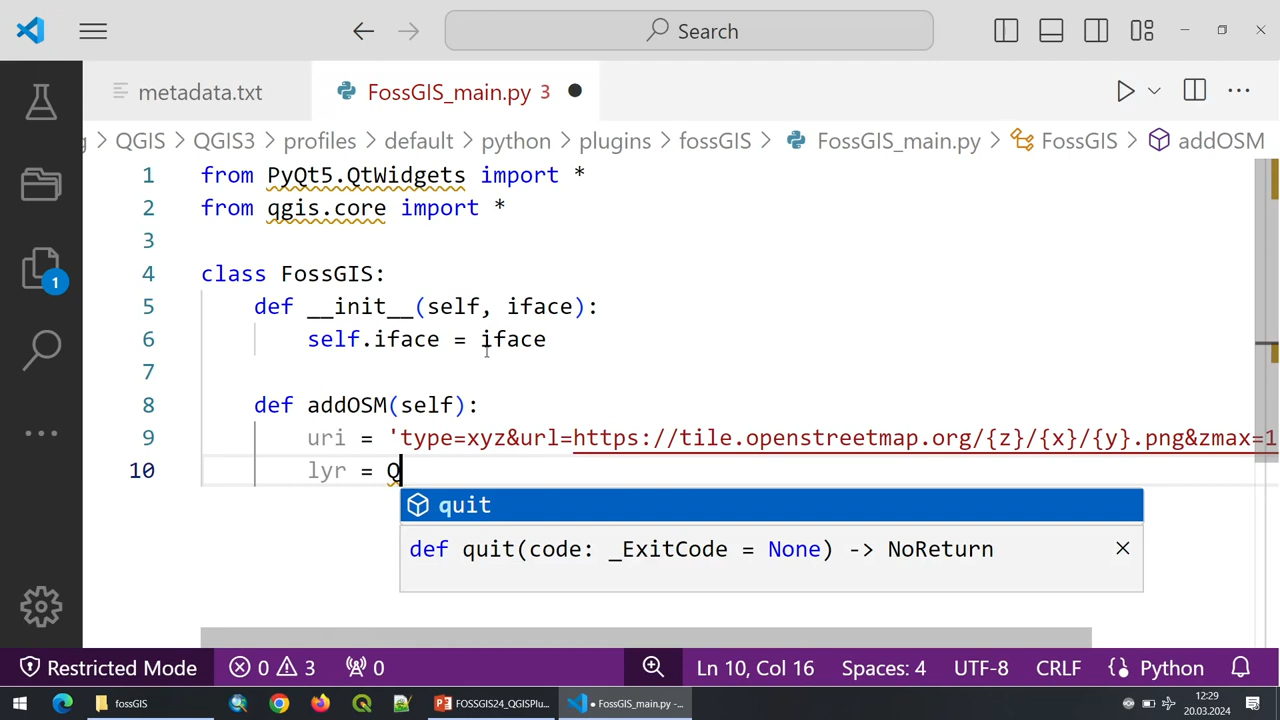 Search
metadata.txt
FossGIS_main.py 3
QGIS > QGIS3 > profiles > default > python > plugins > fossGIS > FossGIS_main.py > FossGIS > addOSM
1 from PyQt5.QtWidgets import *
2 from qgis.core import *
3
4 class FossGIS:
5 def __init__(self, iface):
6 self.iface = iface
7
8 def addOSM(self):
9 uri = 'type=xyz&url=https://tile.openstreetmap.org/{z}/{x}/{y}.png&zmax=1
10 lyr = Q
quit
def quit(code: _ExitCode = None) -> NoReturn
1
Restricted Mode
0 3 0
Ln 10, Col 16
Spaces: 4
UTF-8
CRLF
Python
fossGIS
FOSSGIS24_QGISPlu...
● FossGIS_main.py -...
12:29
20.03.2024